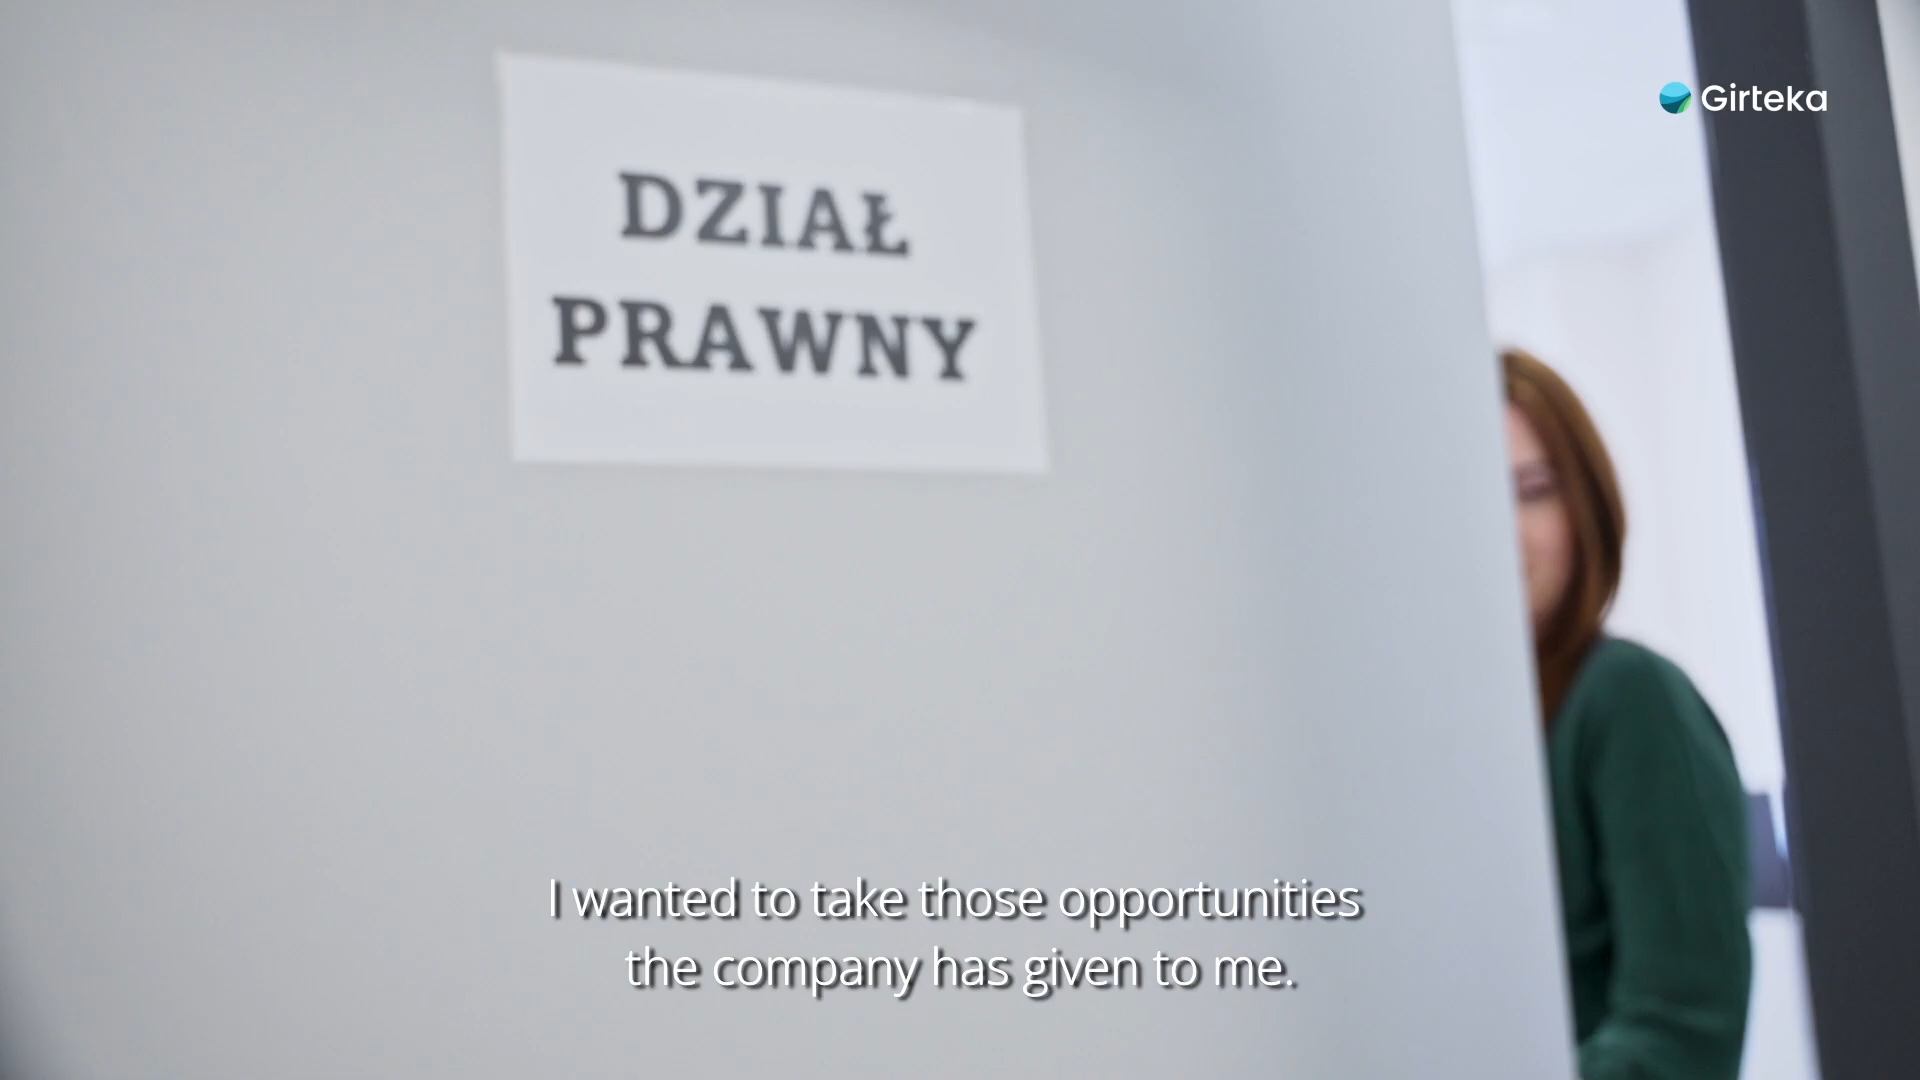 Girteka
DZIAŁ
PRAWNY
I wanted to take those opportunities
the company has given to me.